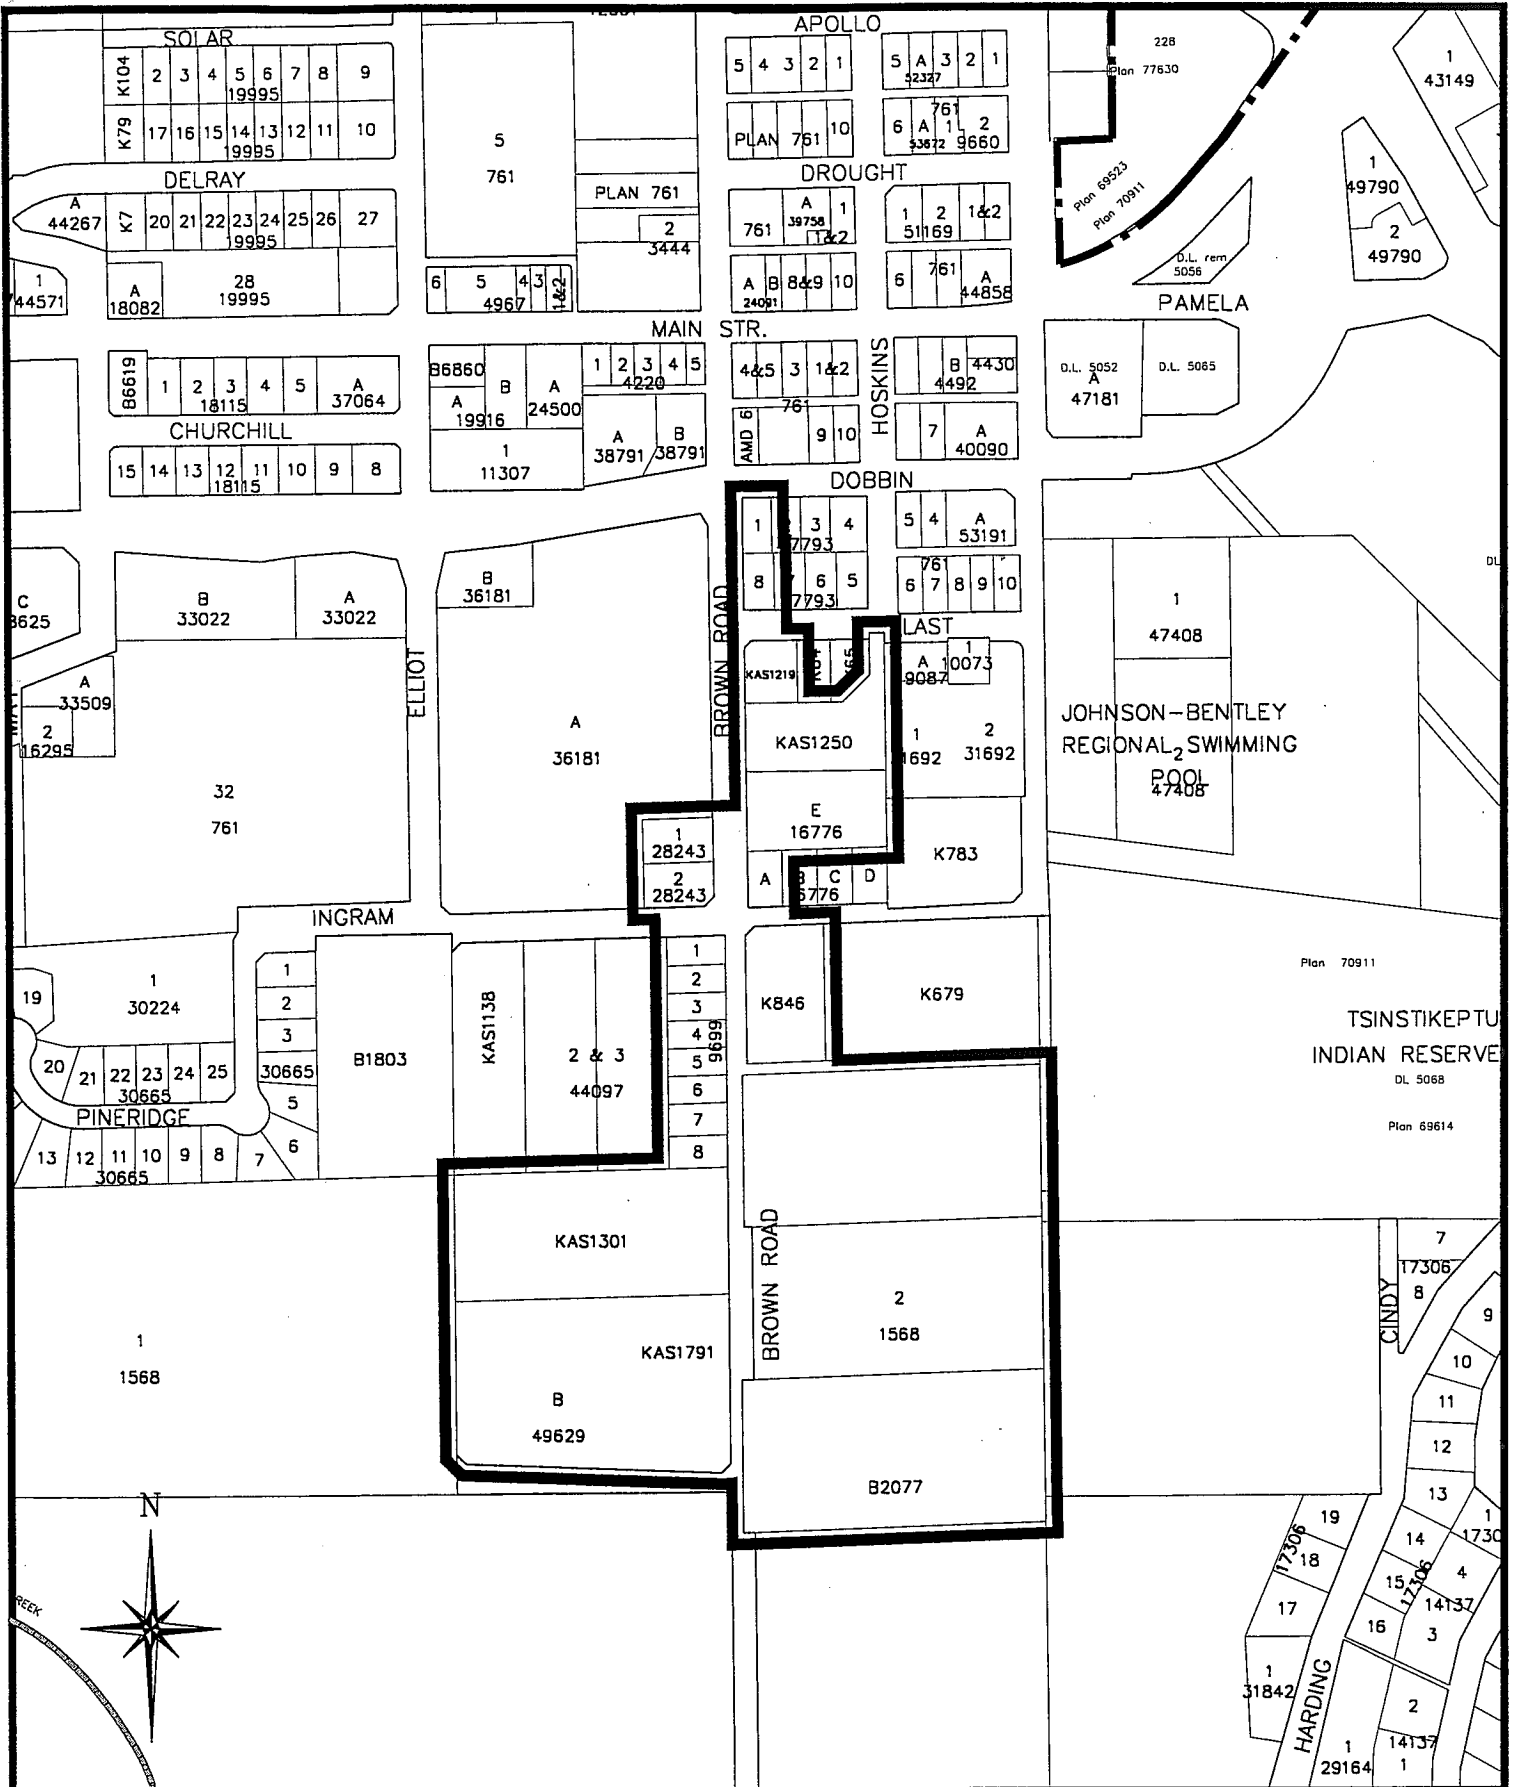 SOLAR
APOLLO
K104 2 3 4 5 6 7 8 9
19995
K79 17 16 15 14 13 12 11 10
19995
DELRAY
A
44267
K7 20 21 22 23 24 25 26 27
19995
1
44571
A
18082
28
19995
5
761
PLAN 761
2
3444
6 5 4 3 1&2
4967
5 4 3 2 1
5 A 3 2 1
52327
PLAN 761 10
761
6 A 1 2
53672 9660
DROUGHT
761
A
39758
1
1&2
1 2 1&2
51169
A B 8&9 10
24091
6 761 A
44858
228
Plan 77630
Plan 69523
Plan 70911
D.L. rem
5056
1
43149
1
49790
2
49790
PAMELA
MAIN STR.
HOSKINS
B6619 1 2 3 4 5
18115
A
37064
B6860
A
19916
B
A
24500
1 2 3 4 5
4220
4&5 3 1&2
761
B 4430
4492
D.L. 5052
A
47181
D.L. 5065
CHURCHILL
15 14 13 12 11 10 9 8
18115
1
11307
A
38791
B
38791
AMD 6
9 10
7 A
40090
DOBBIN
1 3 4
7793
8 6 5
7793
5 4 A
53191
761
6 7 8 9 10
C
B
33022
A
33022
B
36181
ELLIOT
BROWN ROAD
LAST
A
33509
2
16295
A
36181
KAS1219
A
9087
1
10073
KAS1250
1
1692
2
31692
1
47408
JOHNSON-BENTLEY
REGIONAL SWIMMING
POOL
2
47408
32
761
1
28243
2
28243
E
16776
A B C D
6776
K783
INGRAM
1
30224
19
20 21 22 23 24 25
30665
1
2
3
30665
5
6
PINERIDGE
13 12 11 10 9 8 7
30665
B1803
KAS1138
2 & 3
44097
1
2
3
4
5
6
7
8
9699
K846
K679
Plan 70911
TSINSTIKEPTU
INDIAN RESERVE
DL 5068
Plan 69614
KAS1301
BROWN ROAD
2
1568
KAS1791
B
49629
1
1568
B2077
CINDY
7
17306
8
9
10
11
12
13
14
15
16
17306
19
18
17
17306
1
4
14137
3
1
31842
HARDING
1
29164
2
14137
1
N